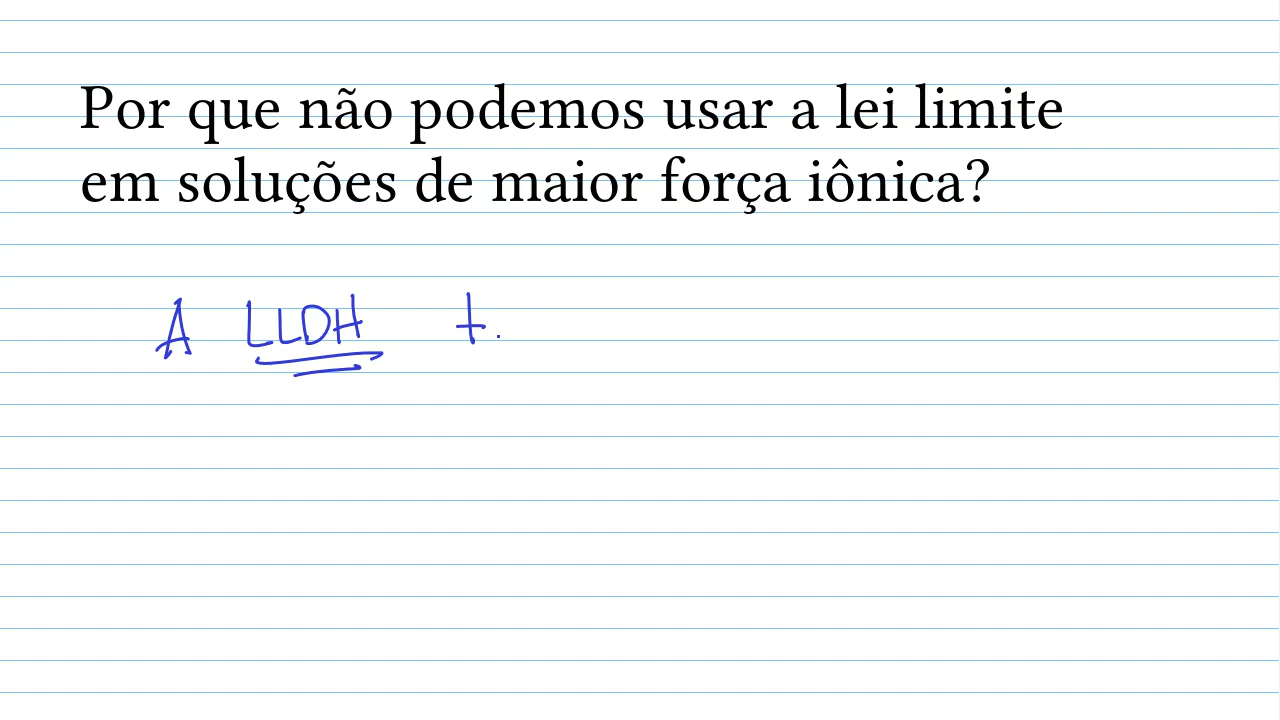 Por que não podemos usar a lei limite
em soluções de maior força iônica?
A LLDH t